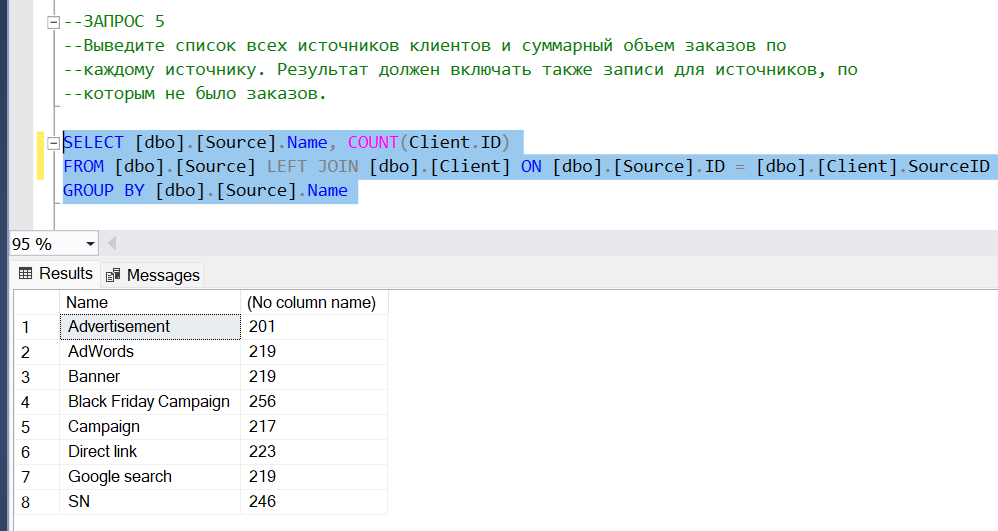 --ЗАПРОС 5
--Выведите список всех источников клиентов и суммарный объем заказов по
--каждому источнику. Результат должен включать также записи для источников, по
--которым не было заказов.
SELECT [dbo].[Source].Name, COUNT(Client.ID)
FROM [dbo].[Source] LEFT JOIN [dbo].[Client] ON [dbo].[Source].ID = [dbo].[Client].SourceID
GROUP BY [dbo].[Source].Name
95 %
Results Messages
Name (No column name)
1 Advertisement 201
2 AdWords 219
3 Banner 219
4 Black Friday Campaign 256
5 Campaign 217
6 Direct link 223
7 Google search 219
8 SN 246